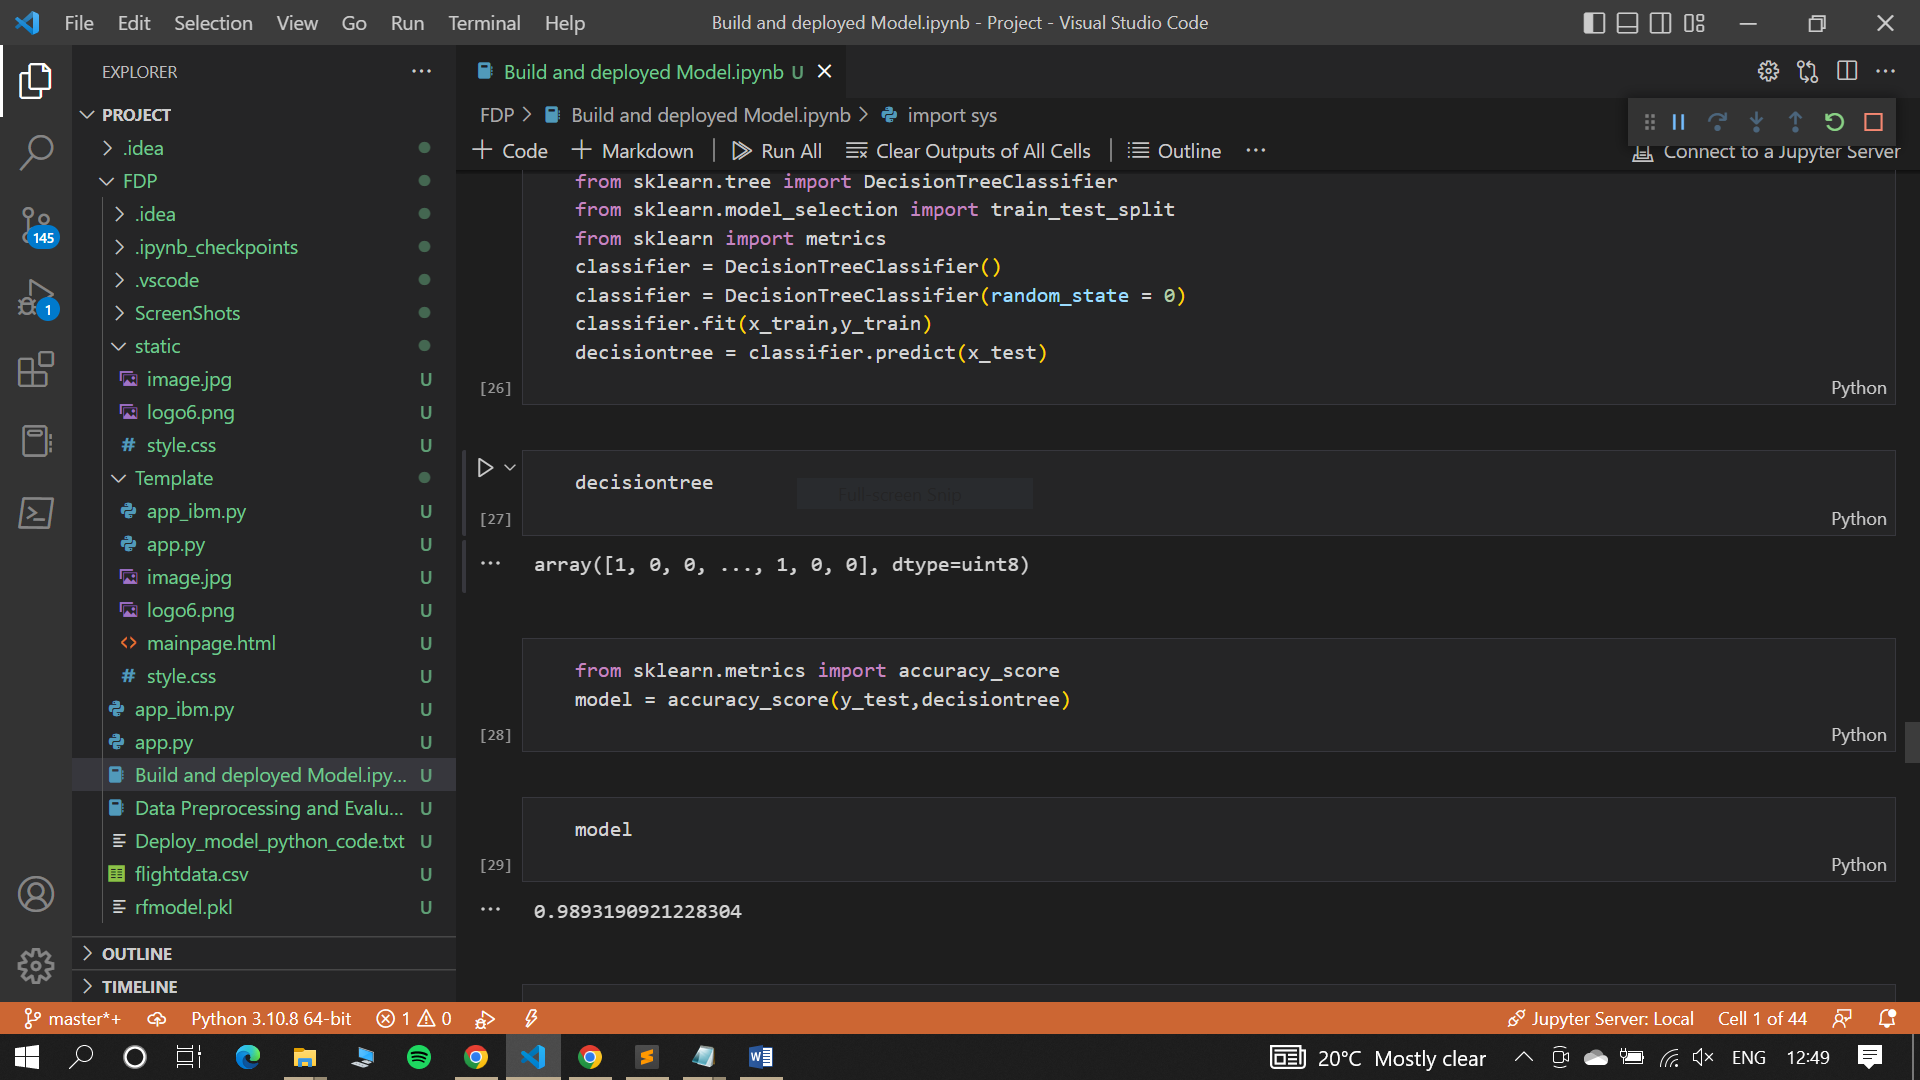 File Edit Selection View Go Run Terminal Help
Build and deployed Model.ipynb - Project - Visual Studio Code
EXPLORER
PROJECT
.idea
FDP
.idea
.ipynb_checkpoints
.vscode
ScreenShots
static
image.jpg U
logo6.png U
style.css U
Template
app_ibm.py U
app.py U
image.jpg U
logo6.png U
mainpage.html U
style.css U
app_ibm.py U
app.py U
Build and deployed Model.ipy... U
Data Preprocessing and Evalu... U
Deploy_model_python_code.txt U
flightdata.csv U
rfmodel.pkl U
OUTLINE
TIMELINE
145
1
Build and deployed Model.ipynb U
FDP > Build and deployed Model.ipynb > import sys
Code Markdown Run All Clear Outputs of All Cells Outline ...
Connect to a Jupyter Server
from sklearn.tree import DecisionTreeClassifier
from sklearn.model_selection import train_test_split
from sklearn import metrics
classifier = DecisionTreeClassifier()
classifier = DecisionTreeClassifier(random_state = 0)
classifier.fit(x_train,y_train)
decisiontree = classifier.predict(x_test)
[26] Python
decisiontree
Full-screen Snip
[27] Python
array([1, 0, 0, ..., 1, 0, 0], dtype=uint8)
from sklearn.metrics import accuracy_score
model = accuracy_score(y_test,decisiontree)
[28] Python
model
[29] Python
0.9893190921228304
master*+ Python 3.10.8 64-bit 1 0
Jupyter Server: Local Cell 1 of 44
20°C Mostly clear ENG 12:49